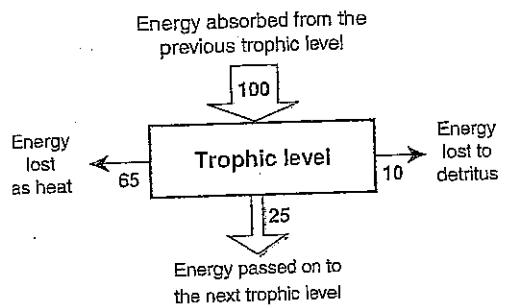 Energy absorbed from the
previous trophic level
100
Energy
lost
as heat
65
Trophic level
10
Energy
lost to
detritus
25
Energy passed on to
the next trophic level